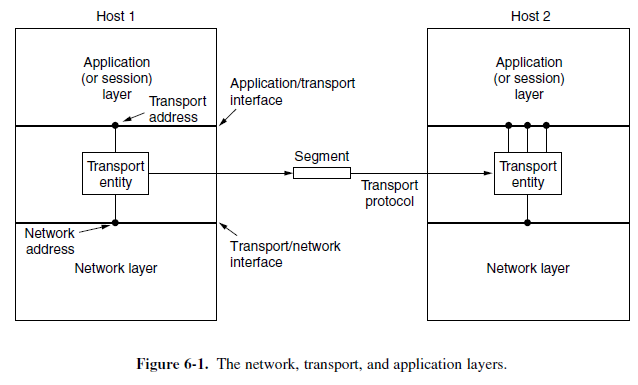 Host 1
Host 2
Application
(or session)
layer
Transport
address
Application/transport
interface
Application
(or session)
layer
Transport
entity
Segment
Transport
protocol
Transport
entity
Network
address
Transport/network
interface
Network layer
Network layer
Figure 6-1. The network, transport, and application layers.